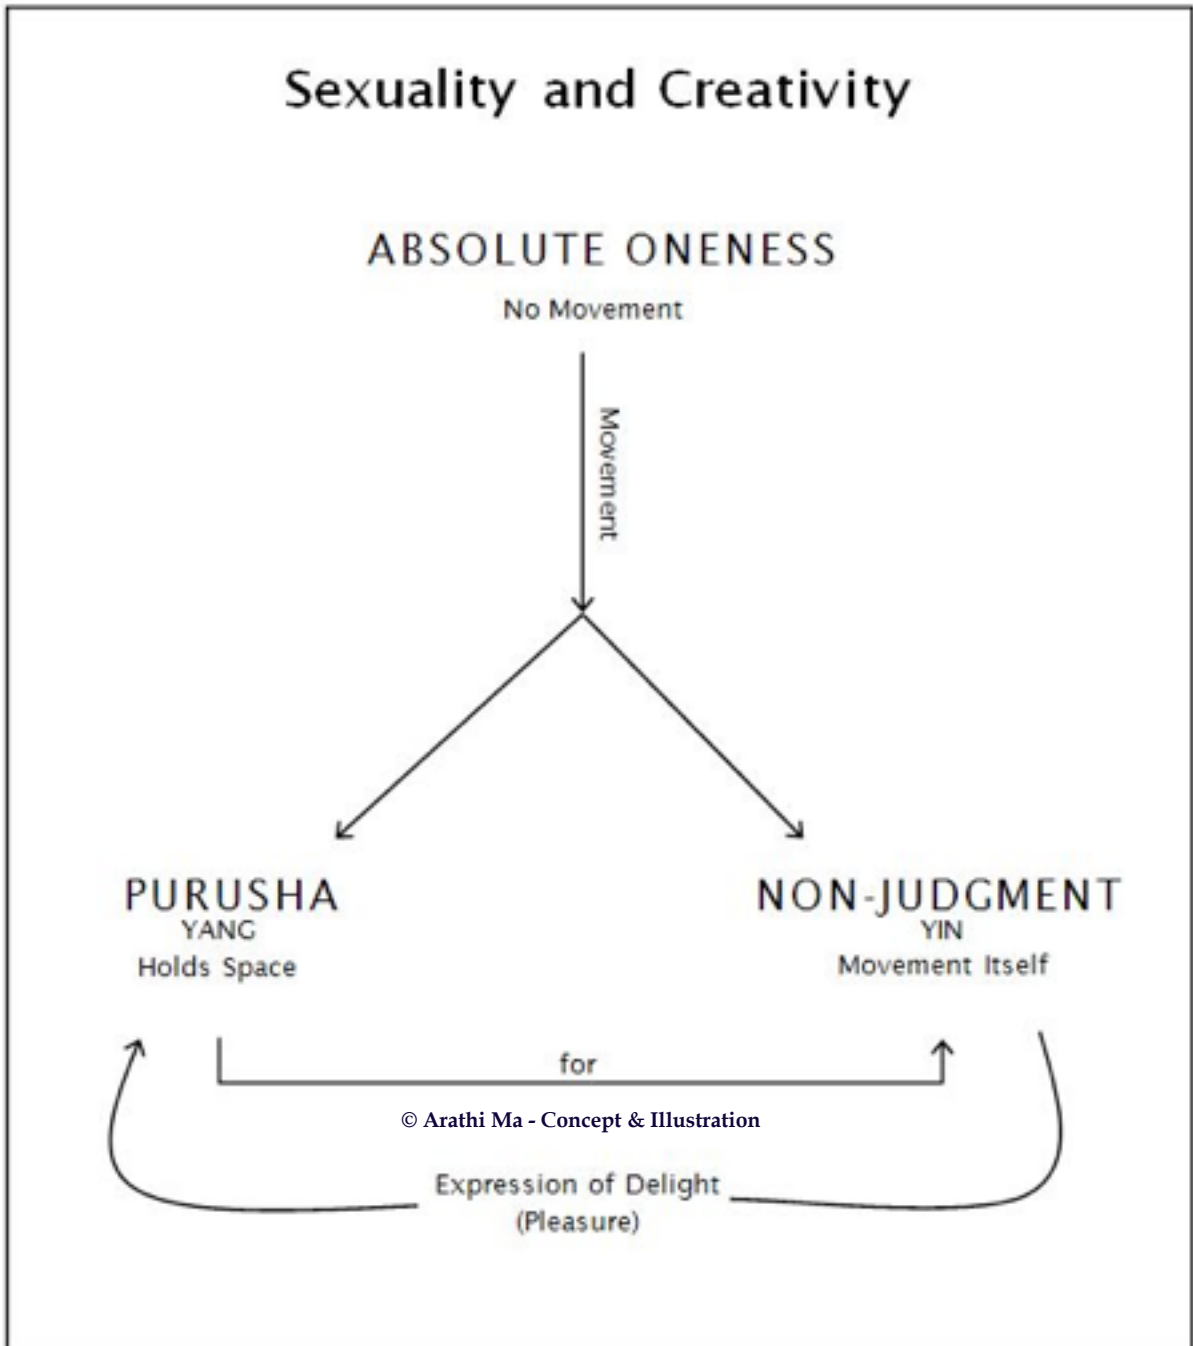 Sexuality and Creativity
ABSOLUTE ONENESS
No Movement
Movement
PURUSHA
YANG
Holds Space
NON-JUDGMENT
YIN
Movement Itself
for
© Arathi Ma - Concept & Illustration
Expression of Delight
(Pleasure)